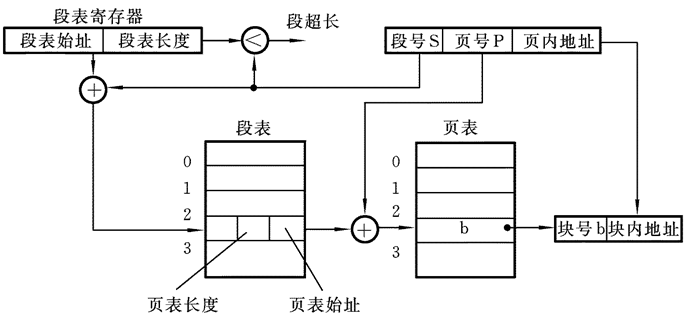 段表寄存器
段表始址 段表长度
<
段超长
段号S 页号P 页内地址
+
段表
0
1
2
3
页表长度 页表始址
+
页表
0
1
2
3
b
块号b 块内地址